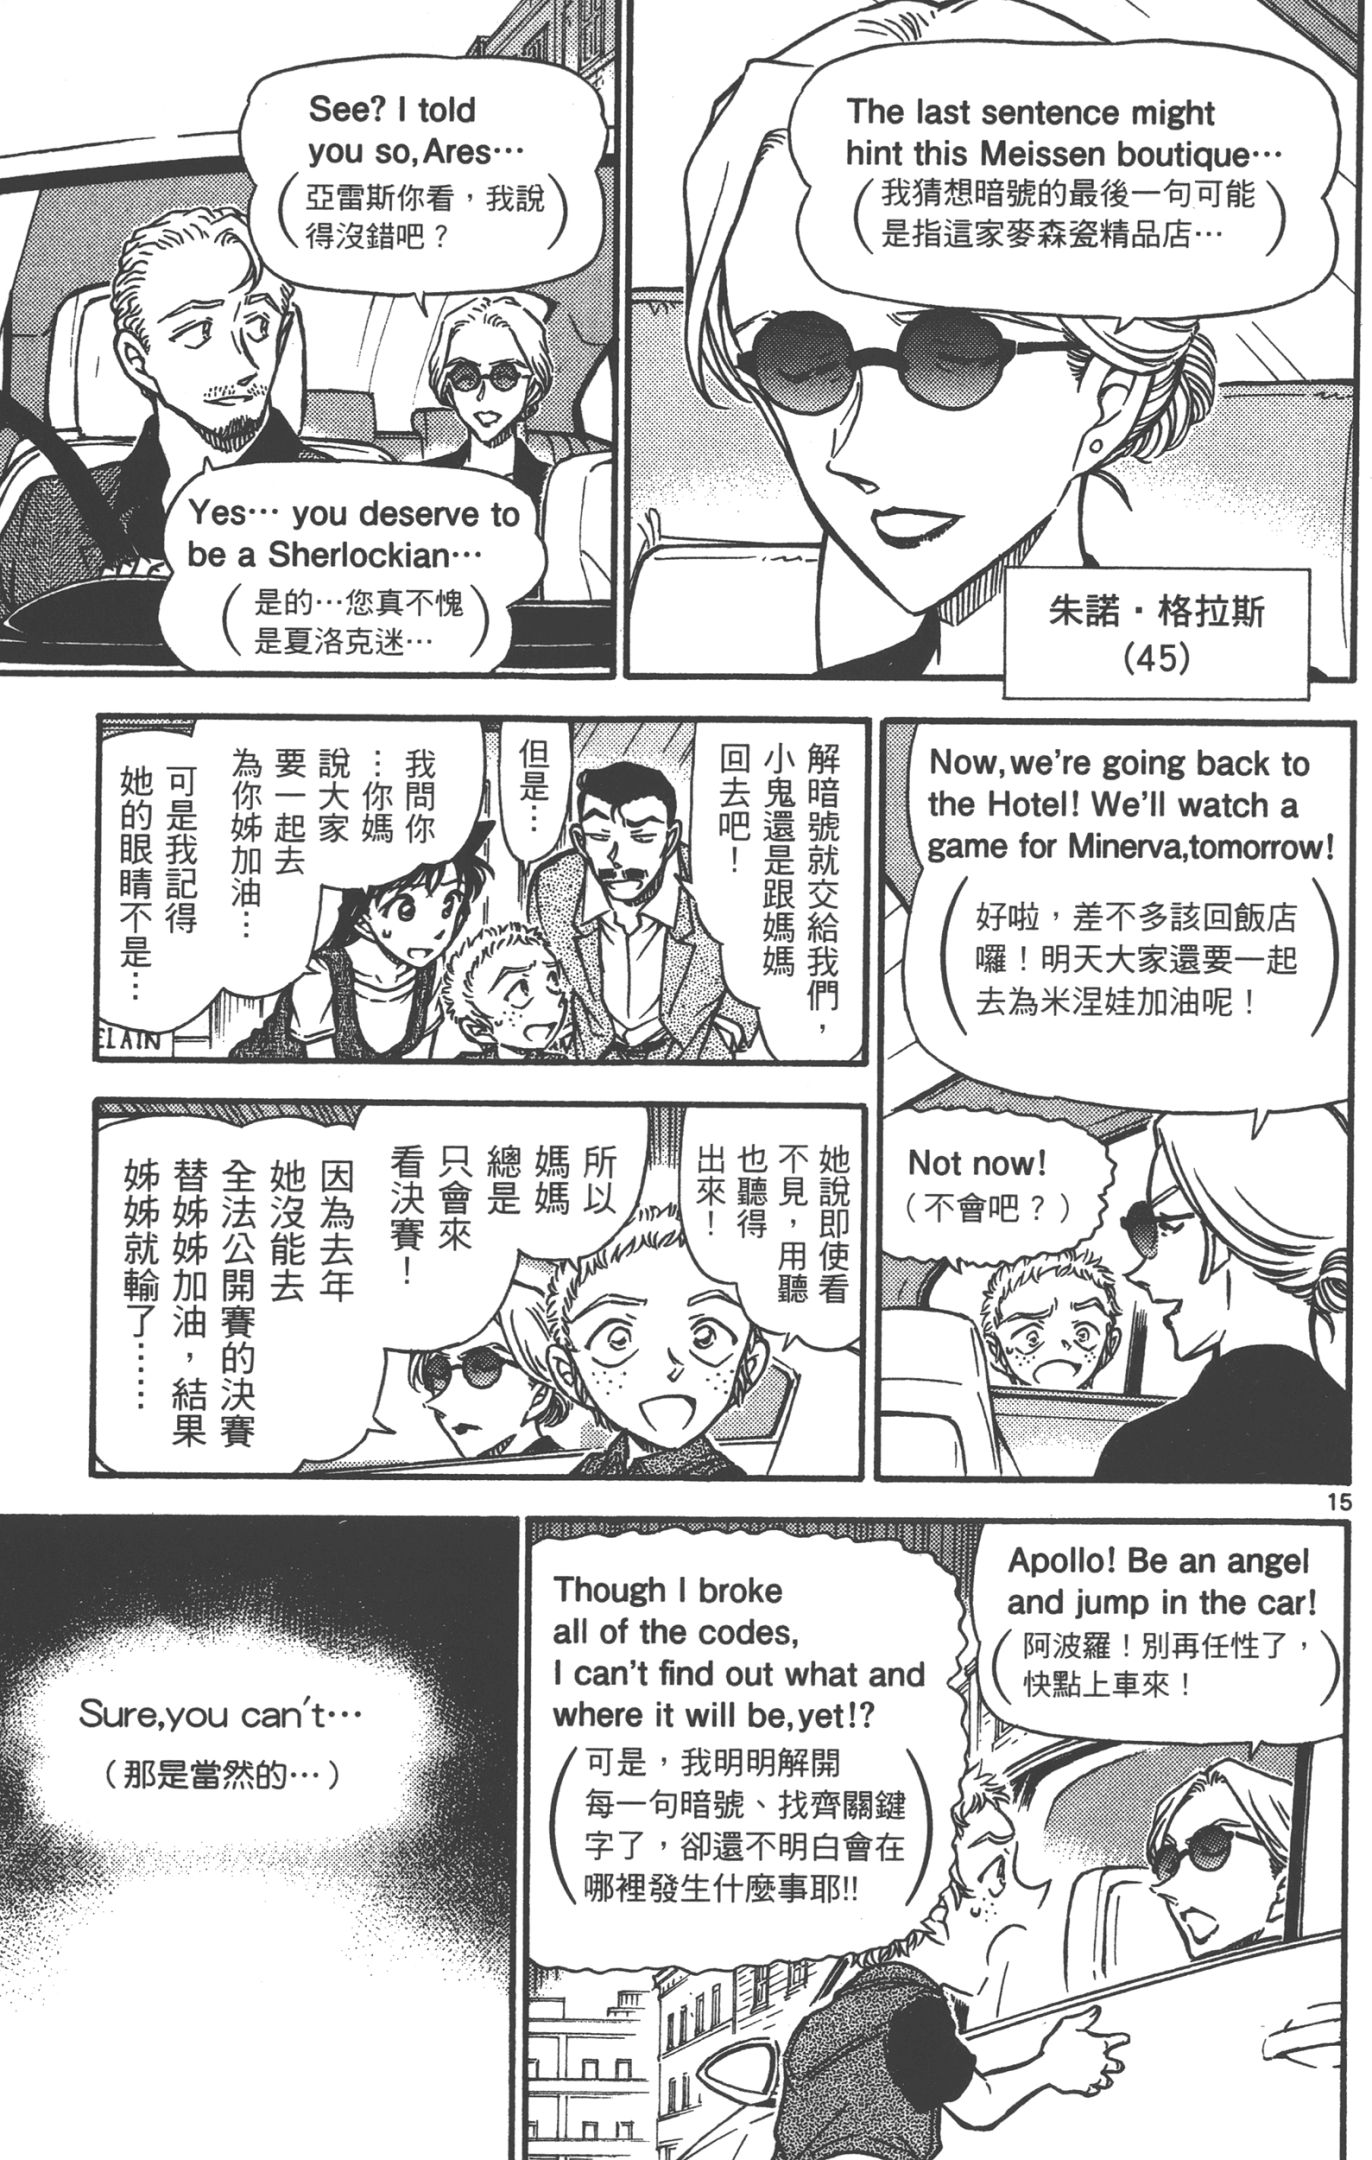 The last sentence might
hint this Meissen boutique…
(我猜想暗號的最後一句可能
是指這家麥森瓷精品店…)
朱諾·格拉斯
(45)
See? I told
you so, Ares…
(亞雷斯你看，我說
得沒錯吧？)
Yes… you deserve to
be a Sherlockian…
(是的…您真不愧
是夏洛克迷…)
Now, we're going back to
the Hotel! We'll watch a
game for Minerva, tomorrow!
(好啦，差不多該回飯店
囉！明天大家還要一起
去為米涅娃加油呢！)
Not now!
(不會吧？)
解暗號就交給我們，
小鬼還是跟媽媽
回去吧！
但是…
我問你
…你媽
說大家
要一起去
為你姊加油…
可是我記得
她的眼睛不是…
ELAIN
她說即使看
不見，用聽
也聽得
出來！
所以
媽媽
總是
只會來
看決賽！
因為去年
她沒能去
全法公開賽的決賽
替姊姊加油，結果
姊姊就輸了……
15
Apollo! Be an angel
and jump in the car!
(阿波羅！別再任性了，
快點上車來！)
Though I broke
all of the codes,
I can't find out what and
where it will be, yet!?
(可是，我明明解開
每一句暗號、找齊關鍵
字了，卻還不明白會在
哪裡發生什麼事耶!!)
Sure, you can't…
(那是當然的…)